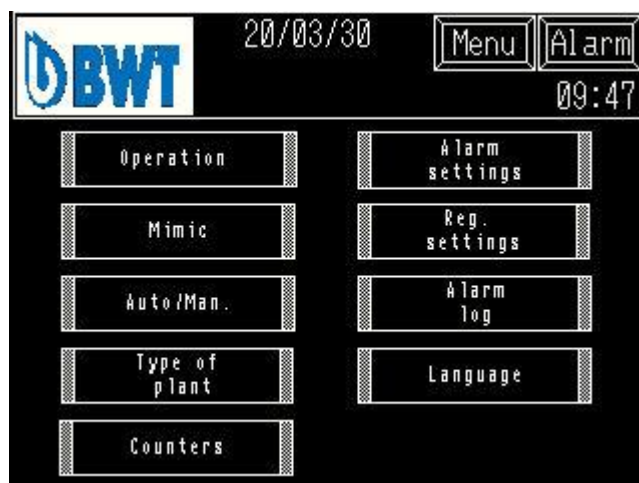 BWT
20/03/30
Menu
Alarm
09:47
Operation
Alarm
settings
Mimic
Reg.
settings
Auto/Man.
Alarm
log
Type of
plant
Language
Counters